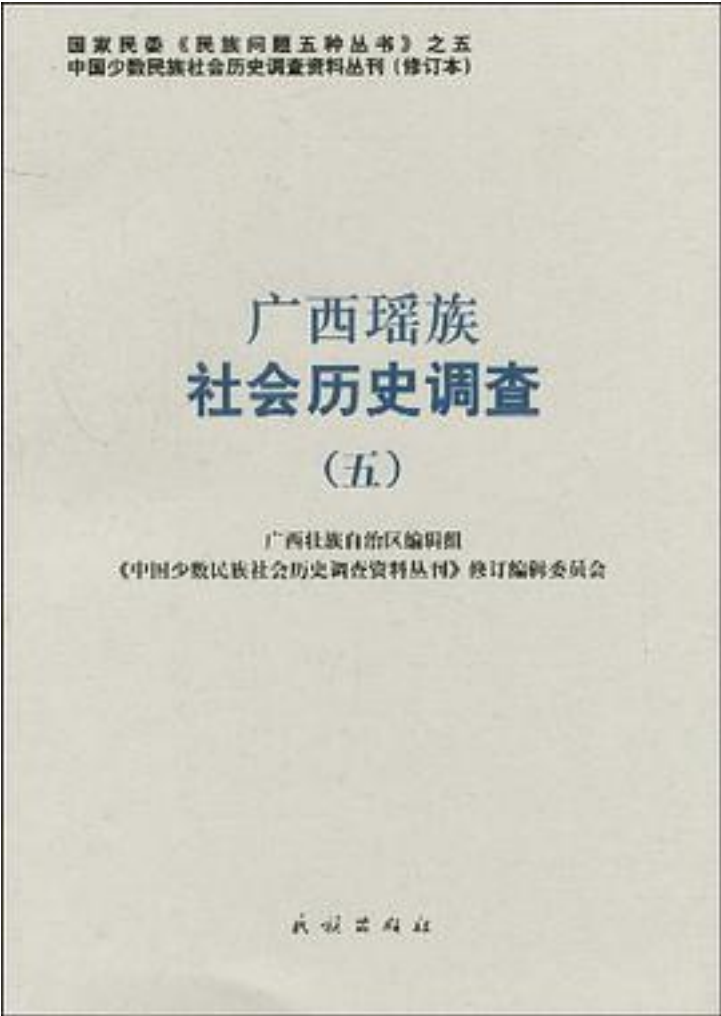 国家民委《民族问题五种丛书》之五
中国少数民族社会历史调查资料丛刊(修订本)
广西瑶族
社会历史调查
(五)
广西壮族自治区编辑组
《中国少数民族社会历史调查资料丛刊》修订编辑委员会
民族出版社